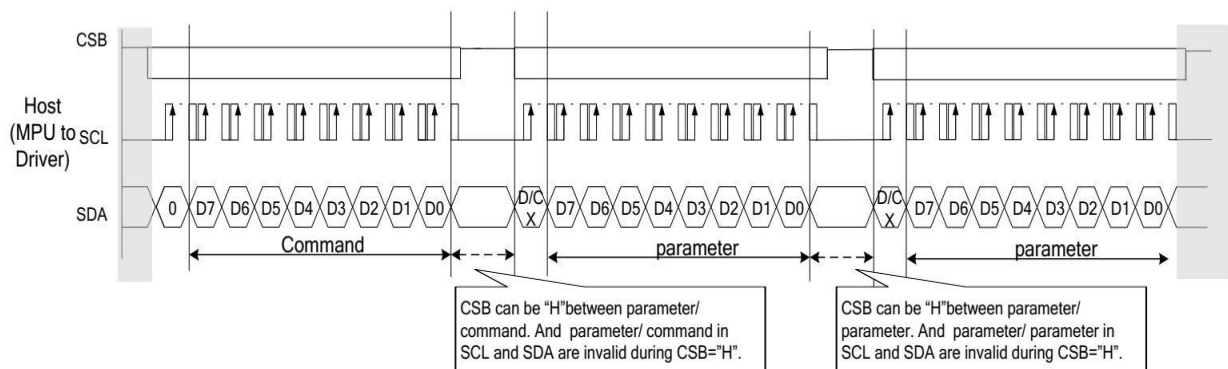 CSB
Host
(MPU to
Driver)
SCL
SDA
0 D7 D6 D5 D4 D3 D2 D1 D0 D/C X D7 D6 D5 D4 D3 D2 D1 D0 D/C X D7 D6 D5 D4 D3 D2 D1 D0
Command parameter parameter
CSB can be “H”between parameter/
command. And parameter/ command in
SCL and SDA are invalid during CSB=”H”.
CSB can be “H”between parameter/
parameter. And parameter/ parameter in
SCL and SDA are invalid during CSB=”H”.